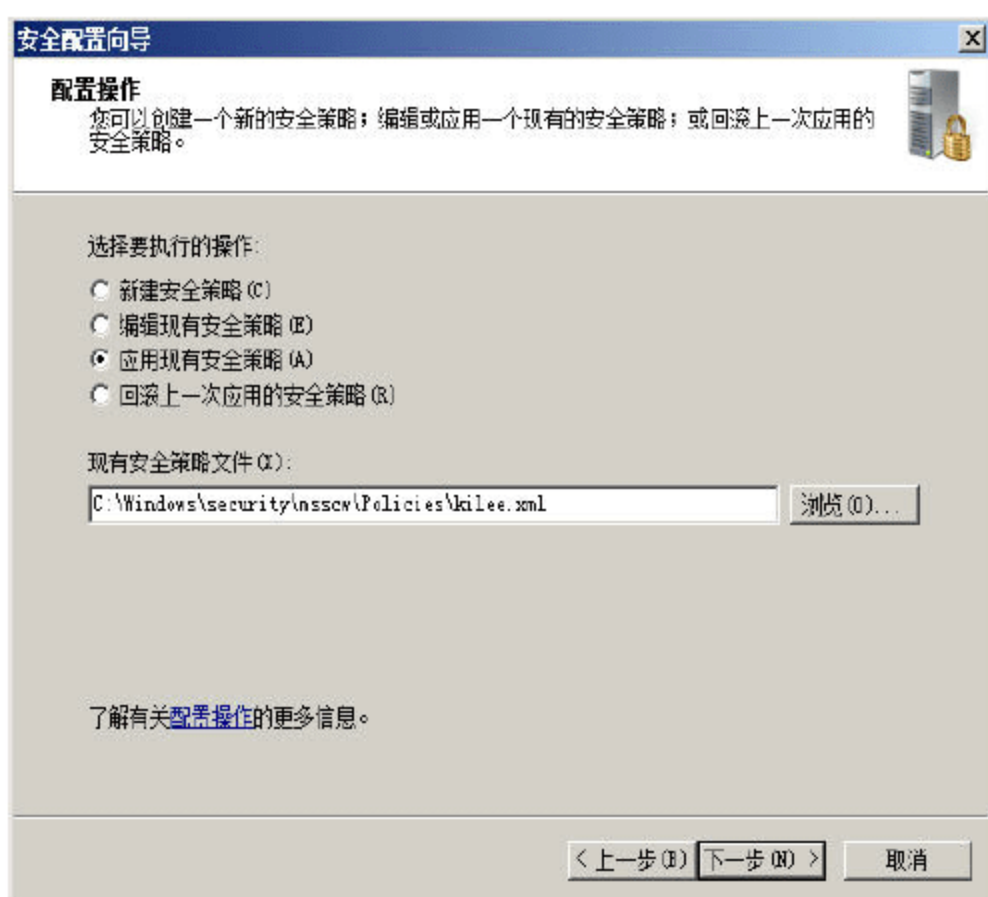 安全配置向导
配置操作
您可以创建一个新的安全策略；编辑或应用一个现有的安全策略；或回滚上一次应用的
安全策略。
选择要执行的操作:
新建安全策略(C)
编辑现有安全策略(E)
应用现有安全策略(A)
回滚上一次应用的安全策略(R)
现有安全策略文件(X):
C:\Windows\security\msscw\Policies\kilee.xml
浏览(O)...
了解有关配置操作的更多信息。
< 上一步(B)
下一步(N) >
取消